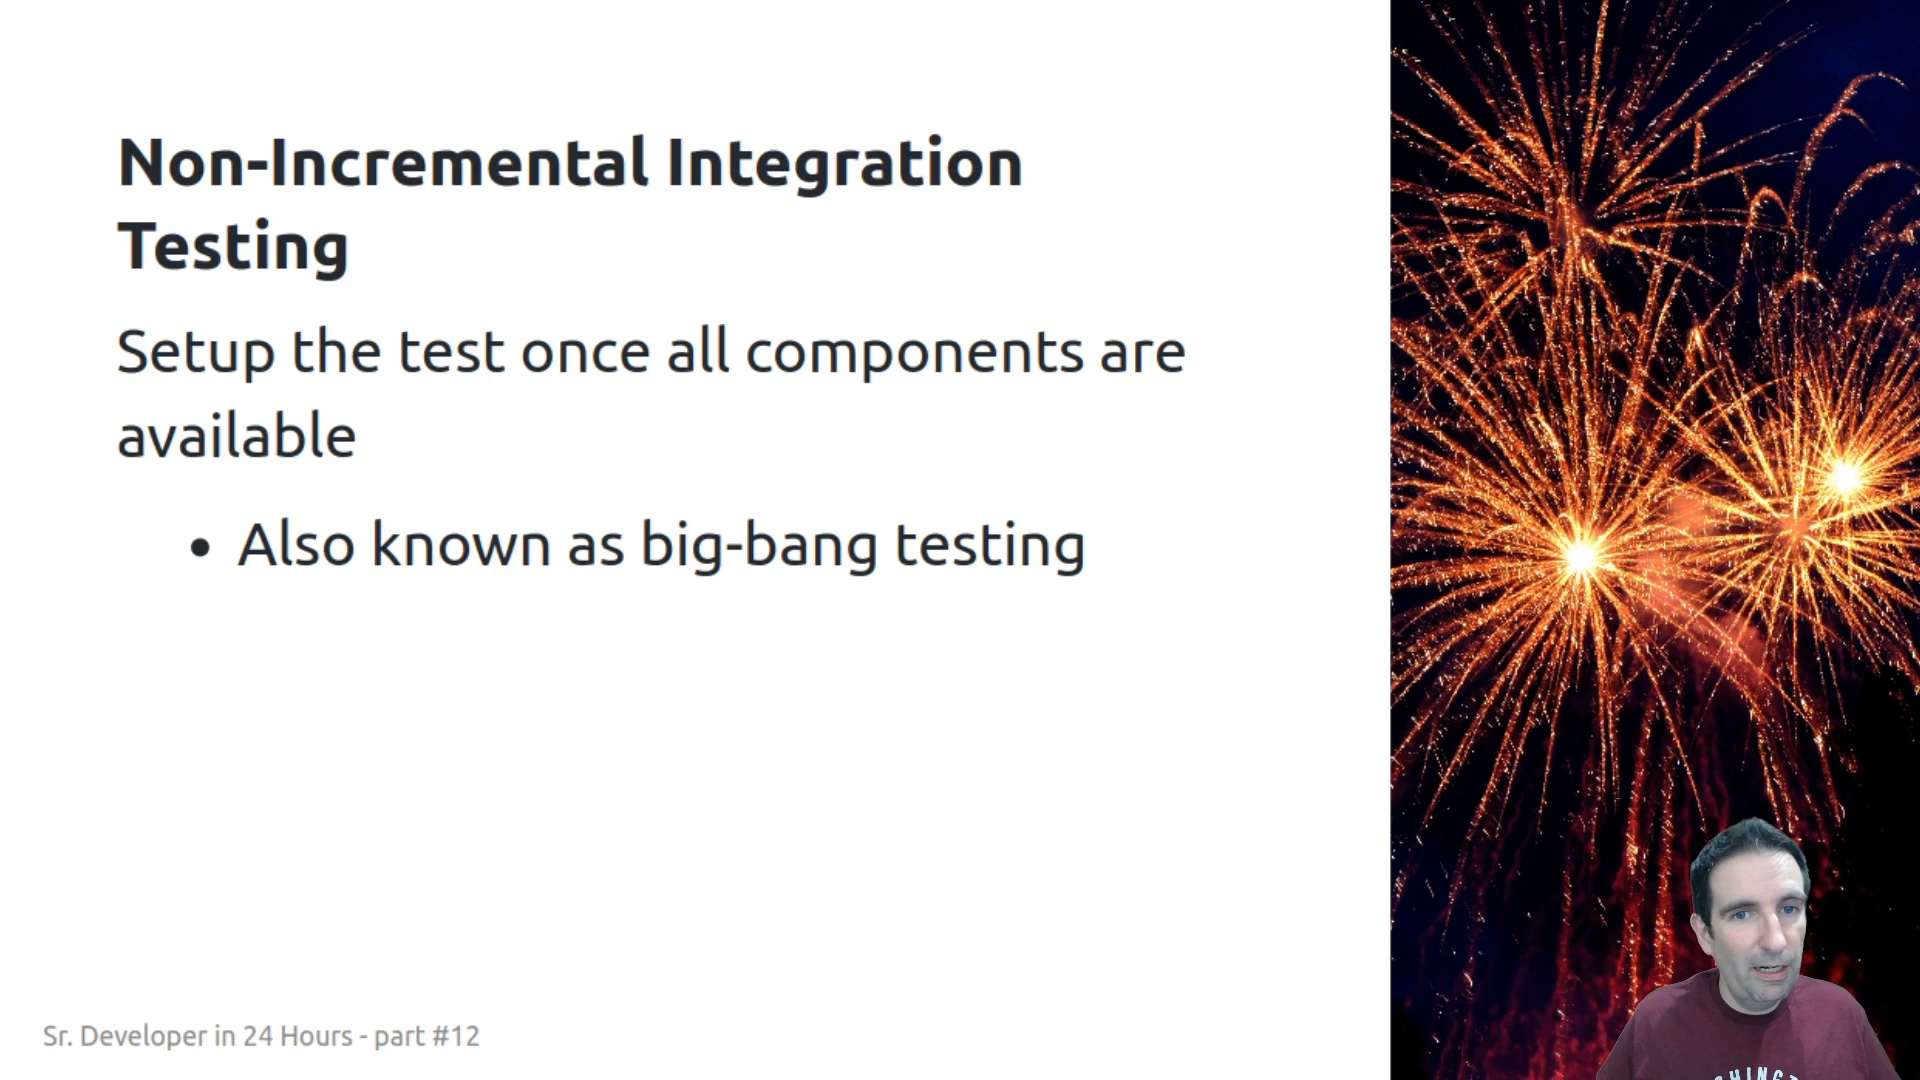 Non-Incremental Integration
Testing
Setup the test once all components are
available
• Also known as big-bang testing
Sr. Developer in 24 Hours - part #12